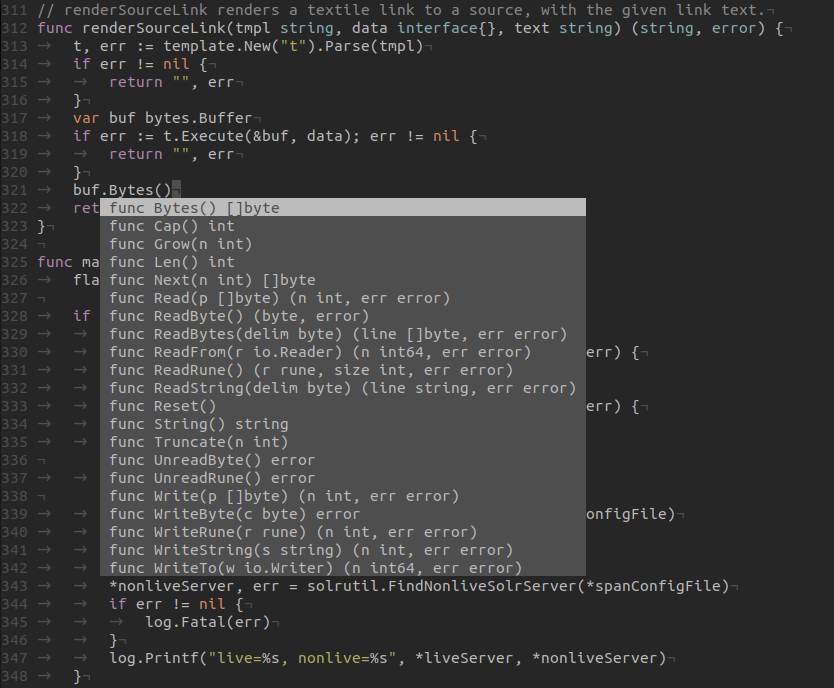 311 // renderSourceLink renders a textile link to a source, with the given link text.¬
312 func renderSourceLink(tmpl string, data interface{}, text string) (string, error) {¬
313 → t, err := template.New("t").Parse(tmpl)¬
314 → if err != nil {¬
315 → → return "", err¬
316 → }¬
317 → var buf bytes.Buffer¬
318 → if err := t.Execute(&buf, data); err != nil {¬
319 → → return "", err¬
320 → }¬
321 → buf.Bytes()¬
322 → ret func Bytes() []byte
323 }¬ func Cap() int
324 ¬ func Grow(n int)
325 func ma func Len() int
326 → fla func Next(n int) []byte
327 ¬ func Read(p []byte) (n int, err error)
328 → if func ReadByte() (byte, error)
329 → → func ReadBytes(delim byte) (line []byte, err error)
330 → → func ReadFrom(r io.Reader) (n int64, err error) err) {¬
331 → → func ReadRune() (r rune, size int, err error)
332 → → func ReadString(delim byte) (line string, err error)
333 → → func Reset() err) {¬
334 → → func String() string
335 → → func Truncate(n int)
336 ¬ func UnreadByte() error
337 → → func UnreadRune() error
338 ¬ func Write(p []byte) (n int, err error)
339 → → func WriteByte(c byte) error onfigFile)¬
340 → → func WriteRune(r rune) (n int, err error)
341 → → func WriteString(s string) (n int, err error)
342 → → func WriteTo(w io.Writer) (n int64, err error)
343 → → *nonliveServer, err = solrutil.FindNonliveSolrServer(*spanConfigFile)¬
344 → → if err != nil {¬
345 → → → log.Fatal(err)¬
346 → → }¬
347 → → log.Printf("live=%s, nonlive=%s", *liveServer, *nonliveServer)¬
348 → }¬